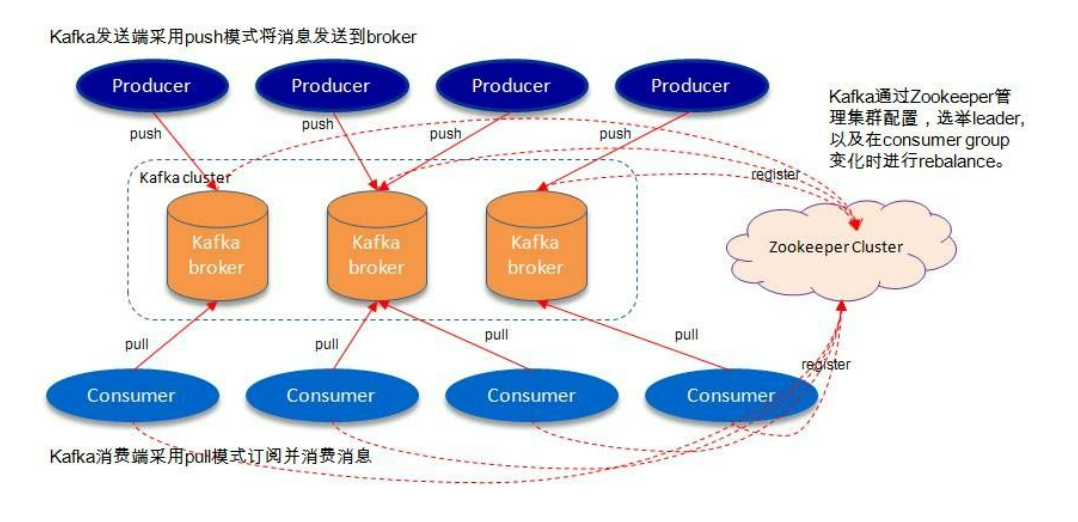 Kafka发送端采用push模式将消息发送到broker
Producer
Producer
Producer
Producer
Kafka通过Zookeeper管
理集群配置，选举leader,
以及在consumer group
变化时进行rebalance。
push
push
push
push
Kafka cluster
register
Kafka
broker
Kafka
broker
Kafka
broker
Zookeeper Cluster
pull
pull
pull
pull
register
Consumer
Consumer
Consumer
Consumer
Kafka消费端采用pull模式订阅并消费消息